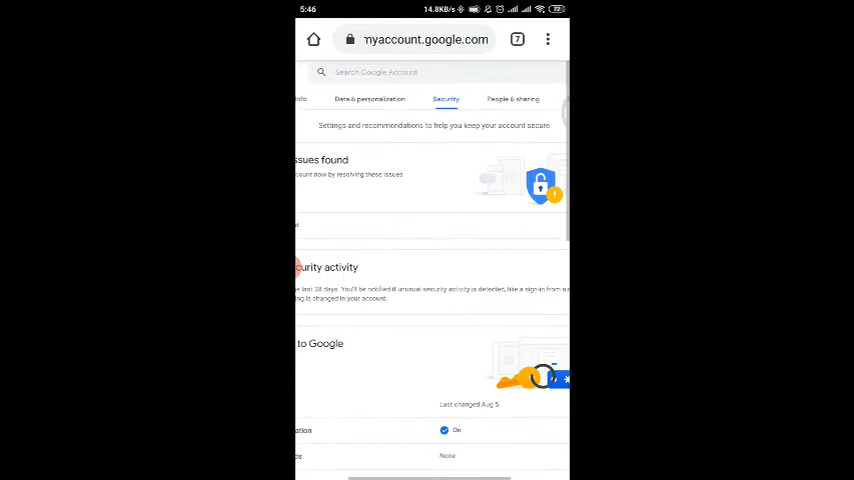 5:46 14.8KB/s 72
myaccount.google.com 7
Search Google Account
info Data & personalization Security People & sharing
Settings and recommendations to help you keep your account secure
ssues found
count now by resolving these issues
curity activity
e last 28 days. You'll be notified if unusual security activity is detected, like a sign-in from a
ing is changed in your account.
to Google
Last changed Aug 5
ation On
ds None